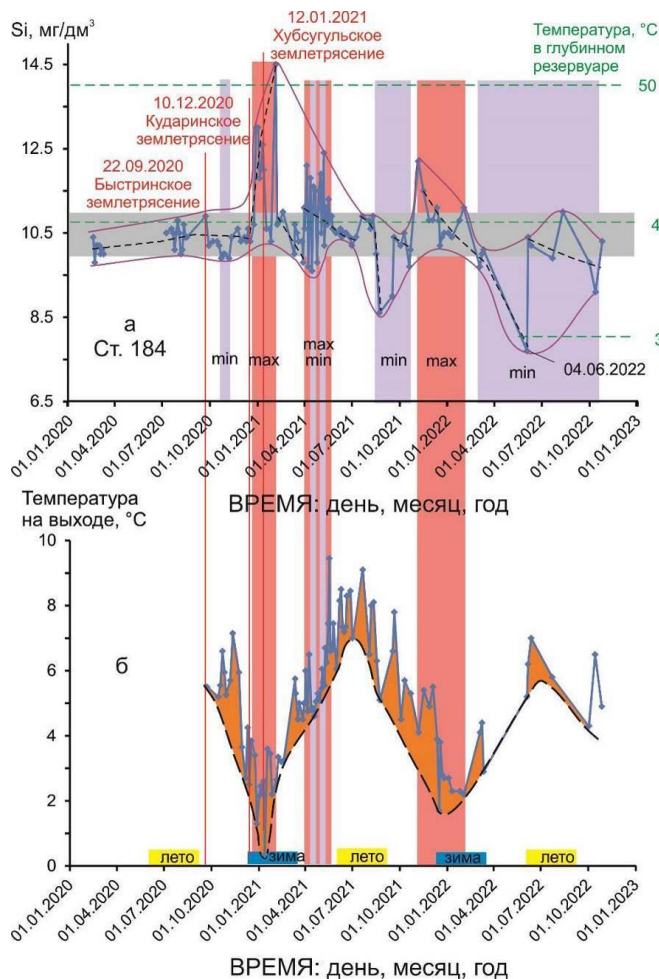 Si, мг/дм³
12.01.2021
Хубсугульское
землетрясение
Температура, °C
в глубинном
резервуаре
14.5
50
10.12.2020
Кударинское
землетрясение
12.5
22.09.2020
Быстринское
землетрясение
4
10.5
8.5
3
а
Ст. 184
min
max
max
min
min
max
min
04.06.2022
6.5
01.01.2020
01.04.2020
01.07.2020
01.10.2020
01.01.2021
01.04.2021
01.07.2021
01.10.2021
01.01.2022
01.04.2022
01.07.2022
01.10.2022
01.01.2023
ВРЕМЯ: день, месяц, год
Температура
на выходе, °C
10
8
б
6
4
2
0
лето
зима
лето
зима
лето
01.01.2020
01.04.2020
01.07.2020
01.10.2020
01.01.2021
01.04.2021
01.07.2021
01.10.2021
01.01.2022
01.04.2022
01.07.2022
01.10.2022
01.01.2023
ВРЕМЯ: день, месяц, год